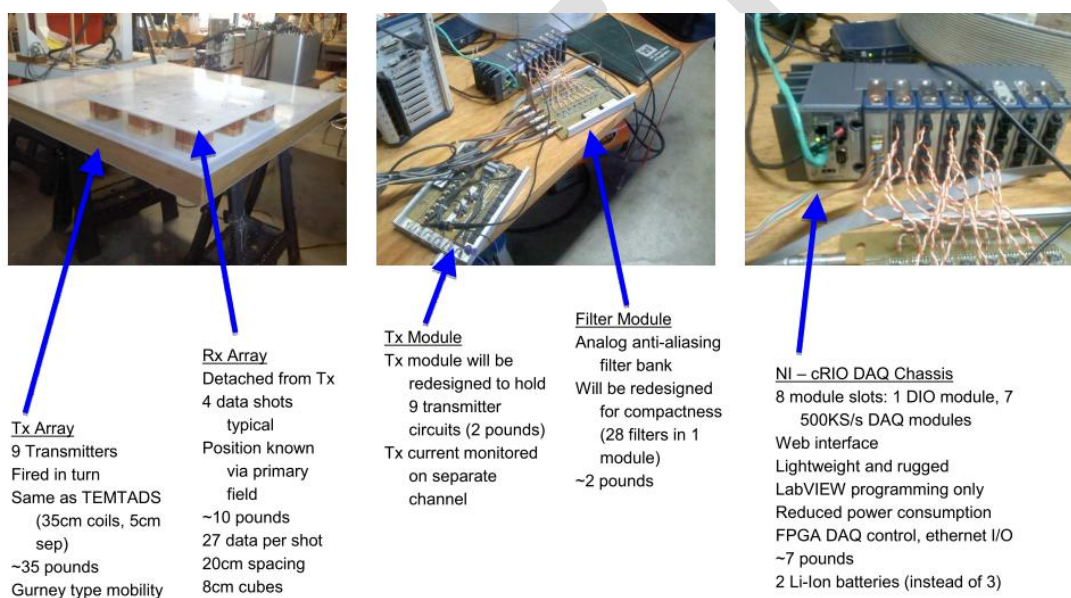 Tx Array
9 Transmitters
Fired in turn
Same as TEMTADS
(35cm coils, 5cm
sep)
~35 pounds
Gurney type mobility
Rx Array
Detached from Tx
4 data shots
typical
Position known
via primary
field
~10 pounds
27 data per shot
20cm spacing
8cm cubes
Tx Module
Tx module will be
redesigned to hold
9 transmitter
circuits (2 pounds)
Tx current monitored
on separate
channel
Filter Module
Analog anti-aliasing
filter bank
Will be redesigned
for compactness
(28 filters in 1
module)
~2 pounds
NI – cRIO DAQ Chassis
8 module slots: 1 DIO module, 7
500KS/s DAQ modules
Web interface
Lightweight and rugged
LabVIEW programming only
Reduced power consumption
FPGA DAQ control, ethernet I/O
~7 pounds
2 Li-Ion batteries (instead of 3)